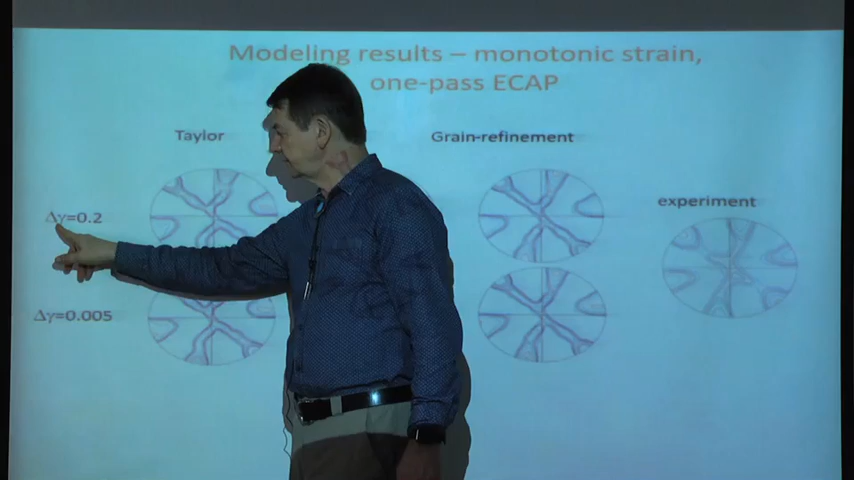 Modeling results – monotonic strain,
one-pass ECAP
Taylor
Grain-refinement
Δγ=0.2
experiment
Δγ=0.005